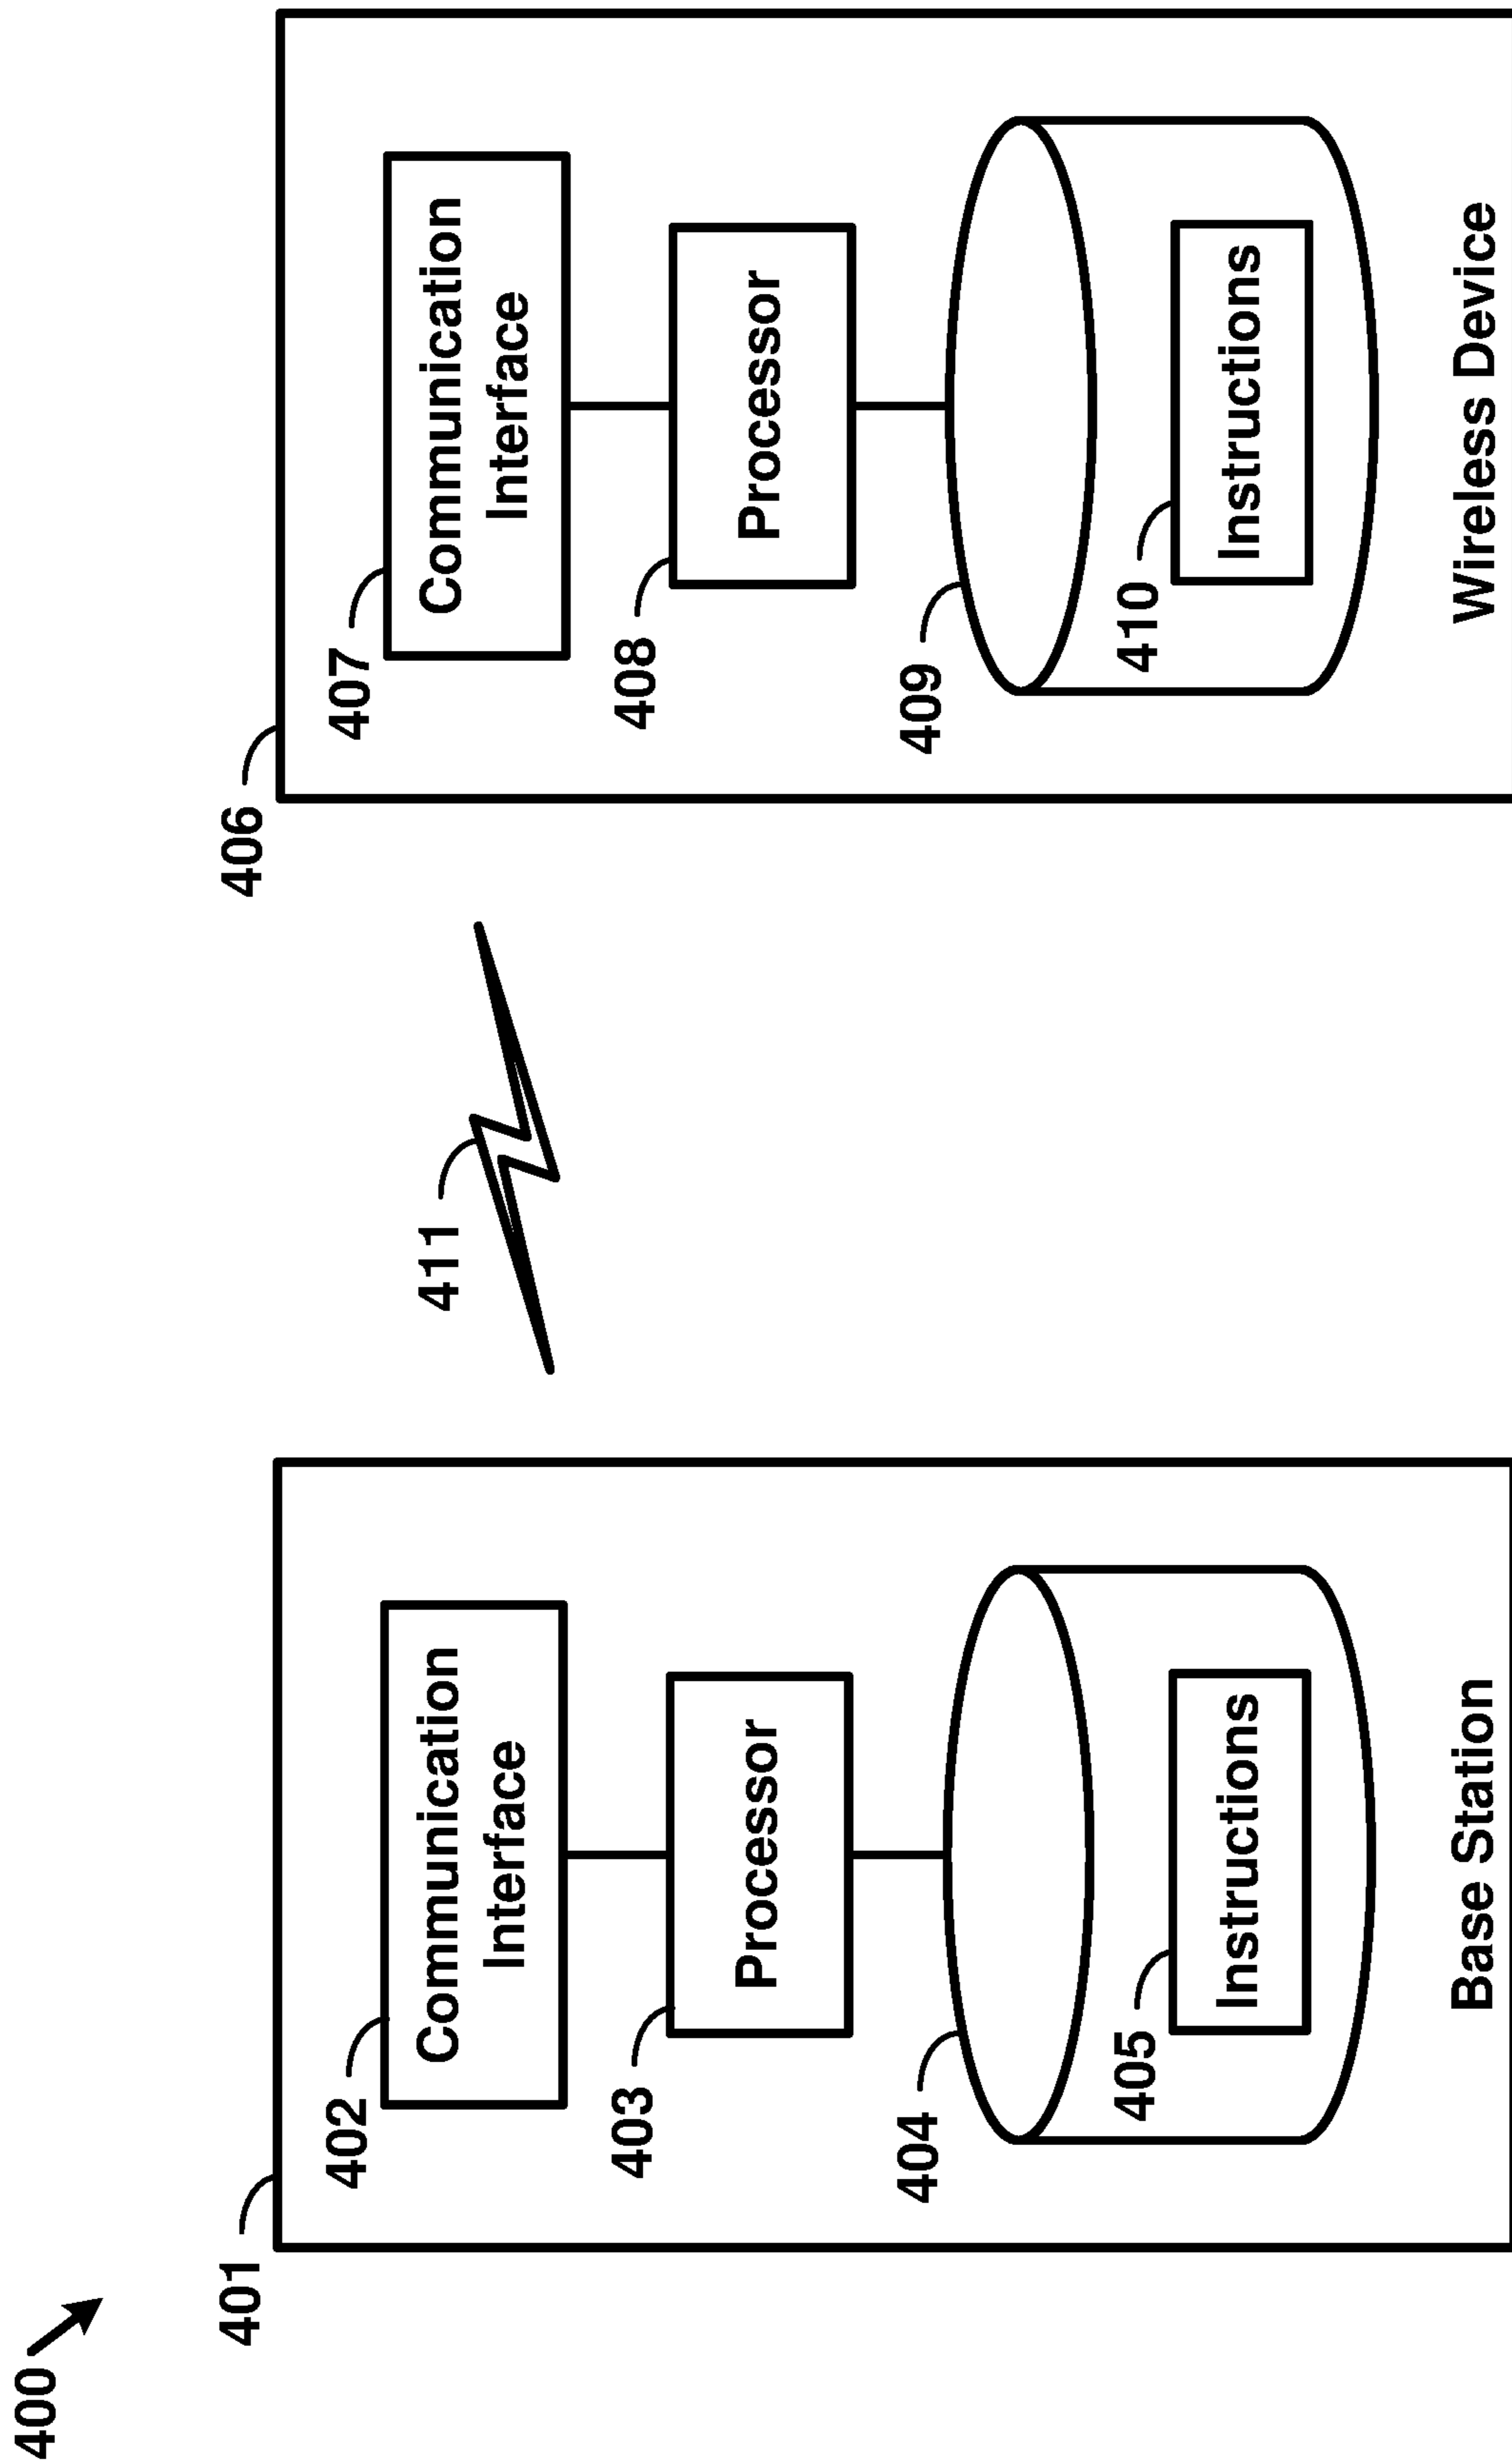 400
401
402
Communication
Interface
403
Processor
404
405
Instructions
Base Station
411
406
407
Communication
Interface
408
Processor
409
410
Instructions
Wireless Device